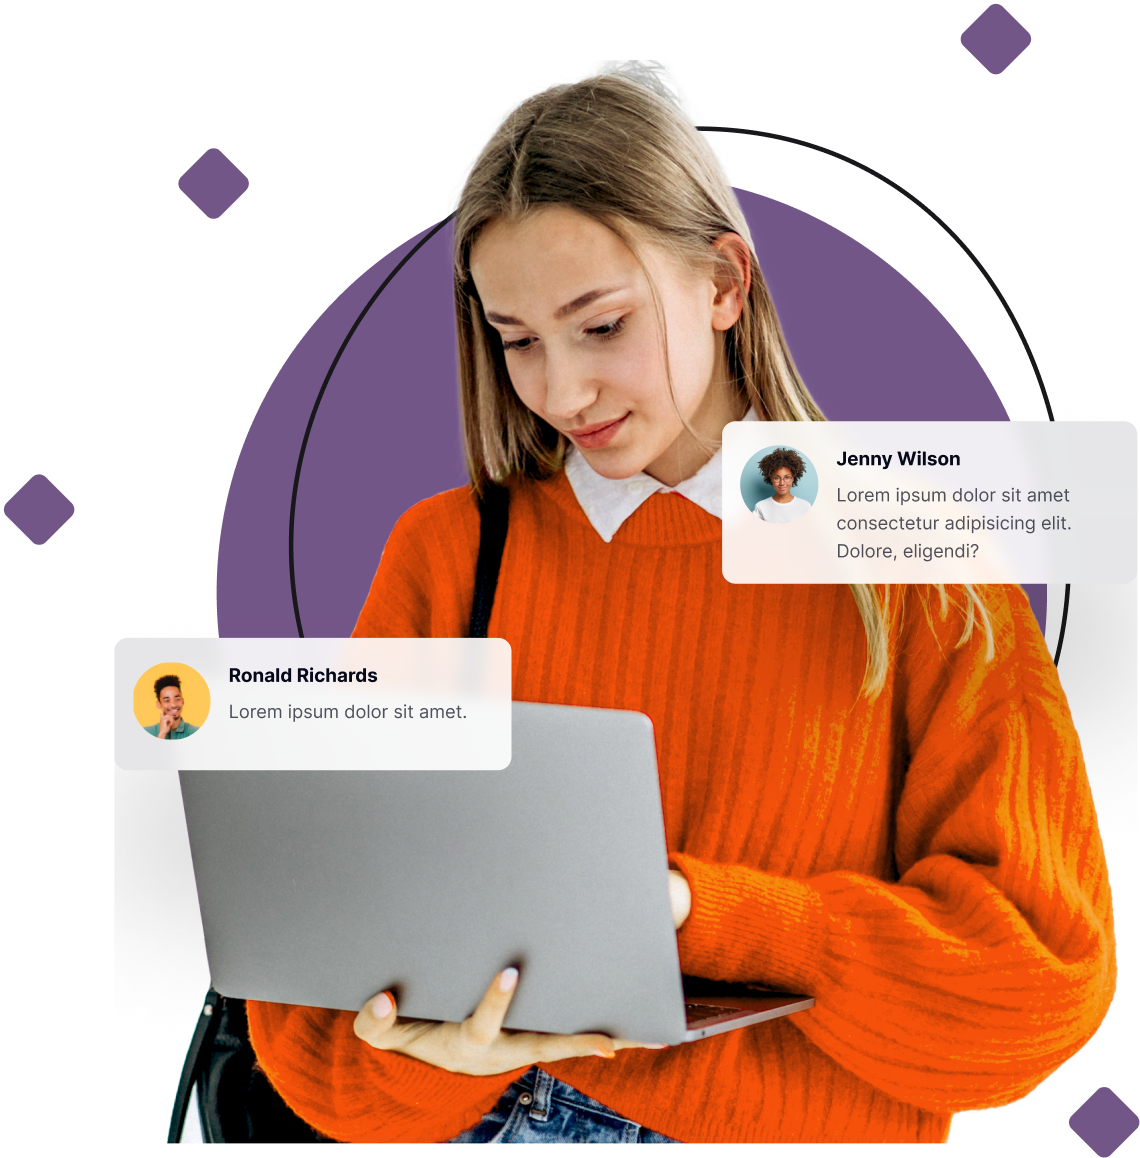 Jenny Wilson
Lorem ipsum dolor sit amet
consectetur adipisicing elit.
Dolore, eligendi?
Ronald Richards
Lorem ipsum dolor sit amet.